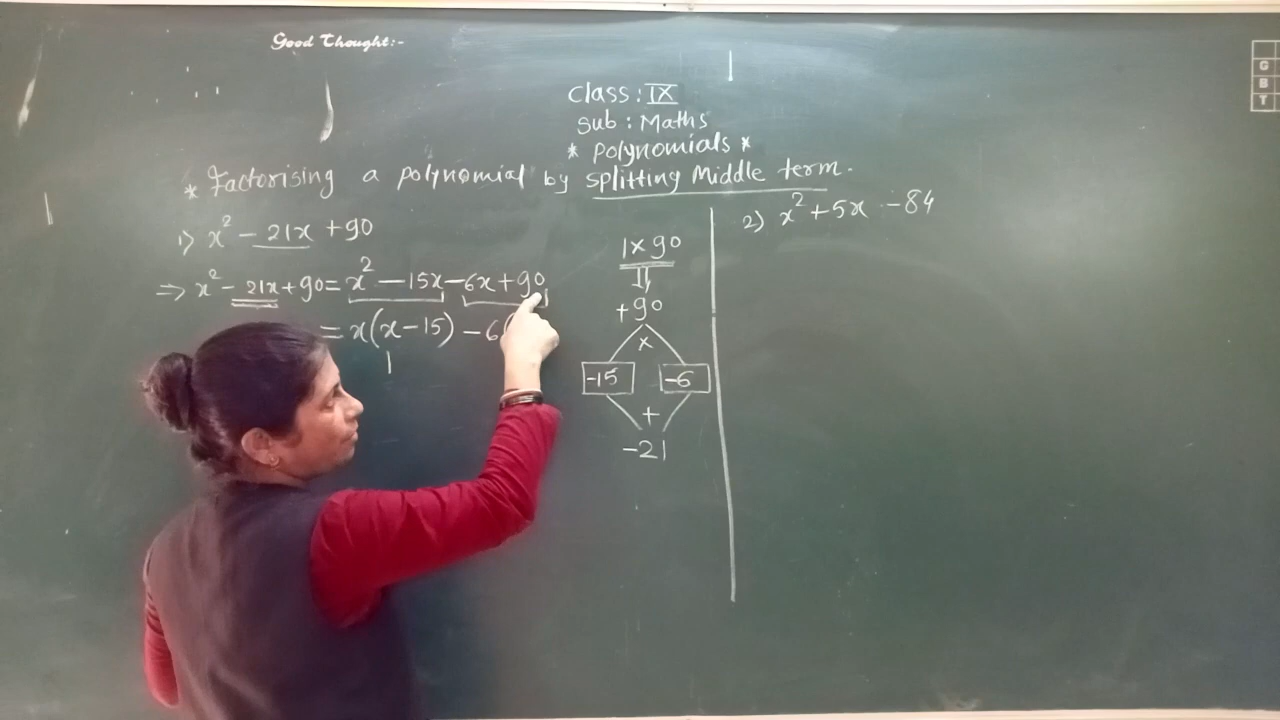 Good Thought:-
Class : IX
Sub : Maths
* Polynomials *
* Factorising a polynomial by splitting Middle term.
1) x² - 21x + 90
⇒ x² - 21x + 90 = x² - 15x - 6x + 90
= x(x - 15) - 6(
1 x 90
⇓
+90
x
-15 -6
+
-21
2) x² + 5x - 84
G
B
T